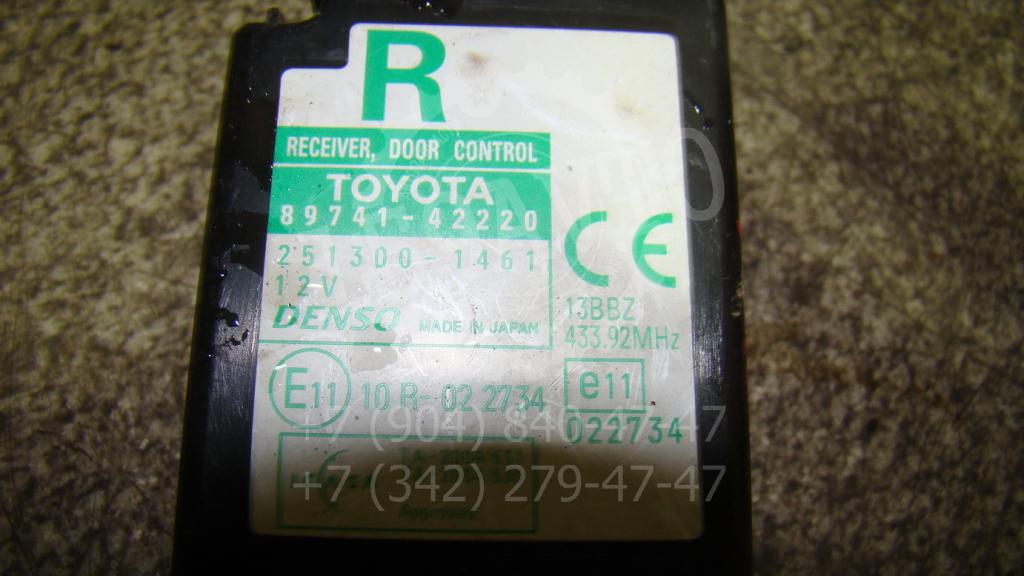 R
RECEIVER, DOOR CONTROL
TOYOTA
89741-42220
251300-1461
12V
DENSO MADE IN JAPAN
CE
13BBZ
433.92MHz
E11 10 R-02 2734
e11
022734
+7 (904) 840-47-47
+7 (342) 279-47-47
Approved